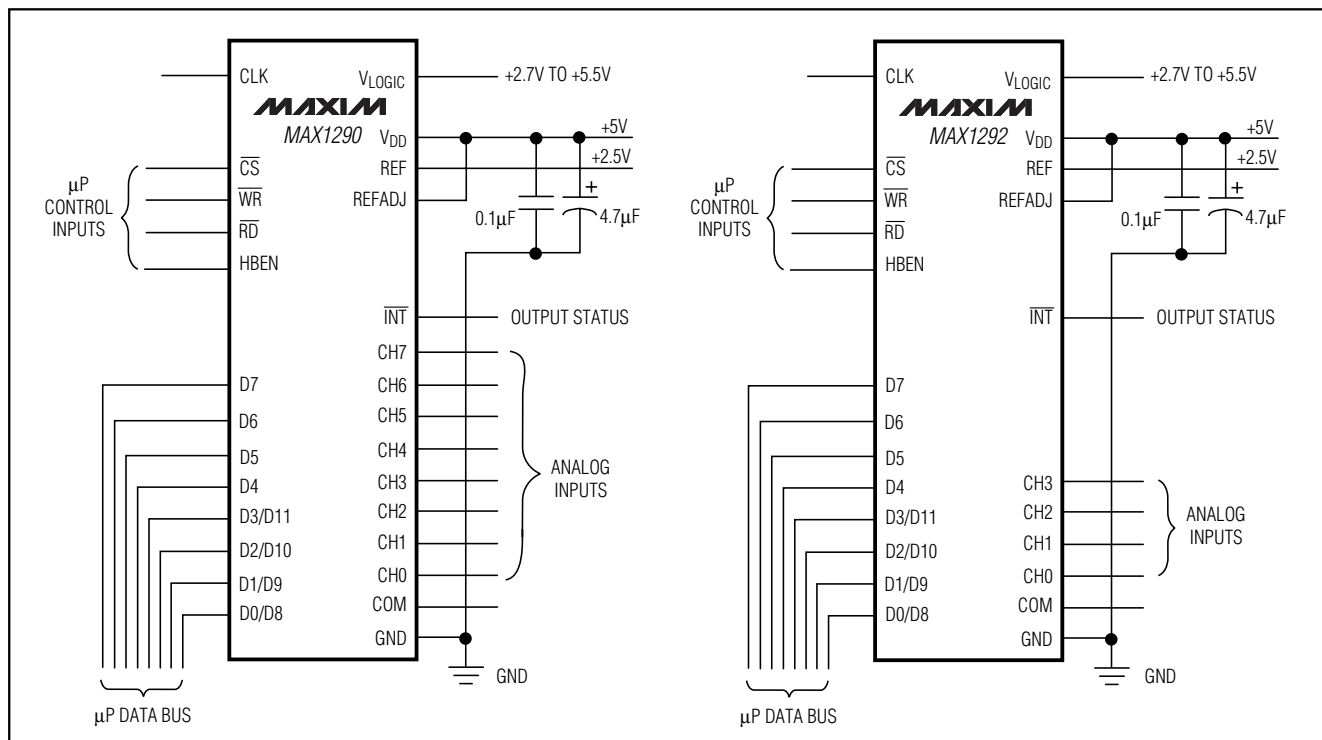 CLK
VLOGIC
+2.7V TO +5.5V
MAXIM
MAX1290
VDD
+5V
CS
REF
+2.5V
µP
CONTROL
INPUTS
WR
REFADJ
+
RD
0.1µF
4.7µF
HBEN
INT
OUTPUT STATUS
CH7
D7
CH6
D6
CH5
D5
CH4
D4
CH3
ANALOG
INPUTS
D3/D11
CH2
D2/D10
CH1
D1/D9
CH0
D0/D8
COM
GND
GND
µP DATA BUS
CLK
VLOGIC
+2.7V TO +5.5V
MAXIM
MAX1292
VDD
+5V
CS
REF
+2.5V
µP
CONTROL
INPUTS
WR
REFADJ
+
RD
0.1µF
4.7µF
HBEN
INT
OUTPUT STATUS
D7
D6
D5
D4
CH3
D3/D11
CH2
ANALOG
INPUTS
D2/D10
CH1
D1/D9
CH0
D0/D8
COM
GND
GND
µP DATA BUS